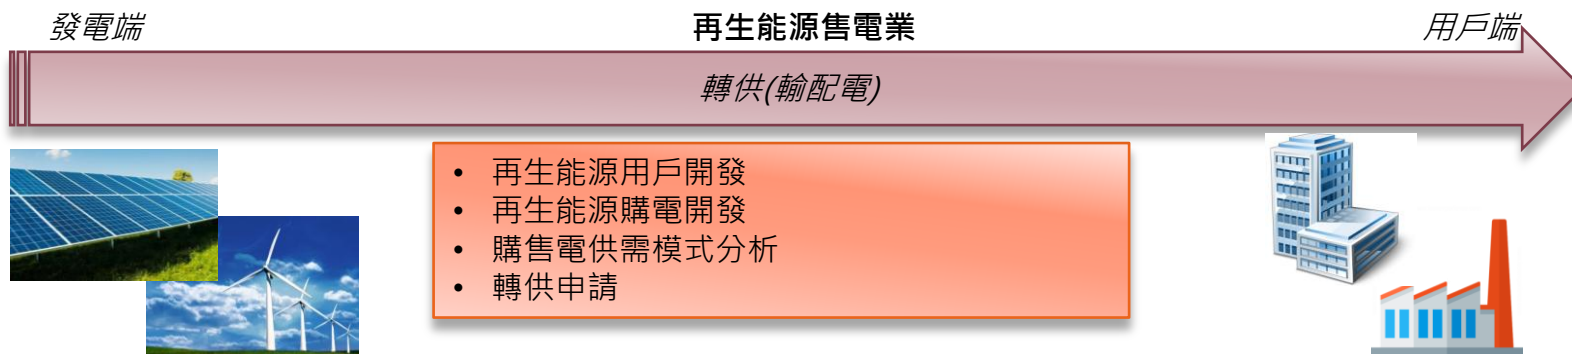 發電端
再生能源售電業
用戶端
轉供(輸配電)
• 再生能源用戶開發
• 再生能源購電開發
• 購售電供需模式分析
• 轉供申請